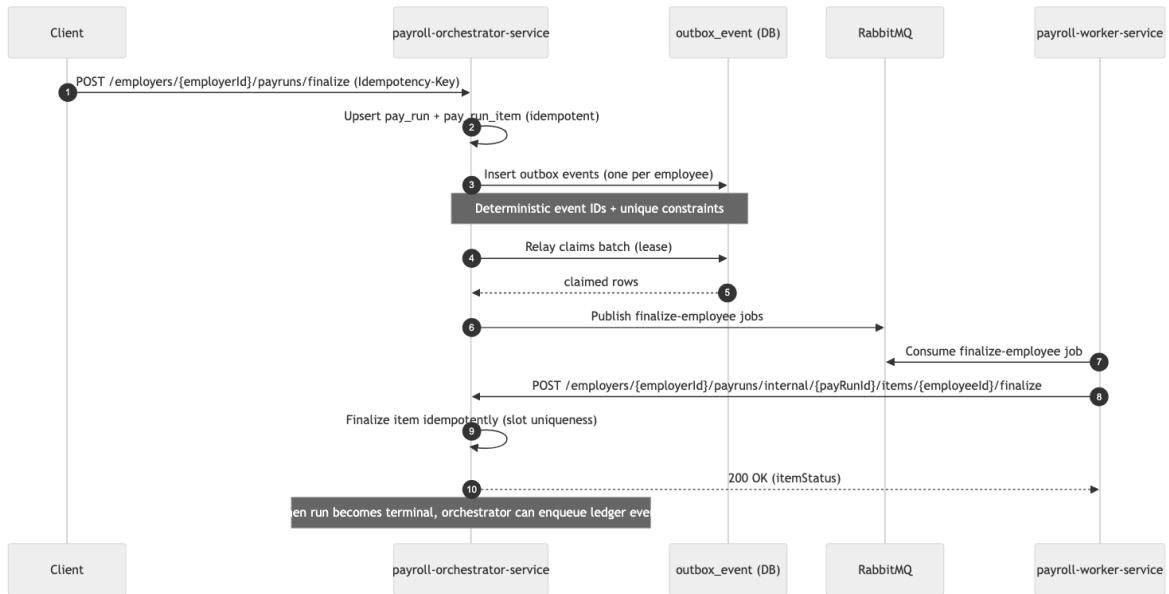 Client
payroll-orchestrator-service
outbox_event (DB)
RabbitMQ
payroll-worker-service
POST /employers/{employerId}/payruns/finalize (Idempotency-Key)
1
Upsert pay_run + pay_run_item (idempotent)
2
Insert outbox events (one per employee)
3
Deterministic event IDs + unique constraints
Relay claims batch (lease)
4
claimed rows
5
Publish finalize-employee jobs
6
Consume finalize-employee job
7
POST /employers/{employerId}/payruns/internal/{payRunId}/items/{employeeId}/finalize
8
Finalize item idempotently (slot uniqueness)
9
200 OK (itemStatus)
10
en run becomes terminal, orchestrator can enqueue ledger eve
Client
payroll-orchestrator-service
outbox_event (DB)
RabbitMQ
payroll-worker-service